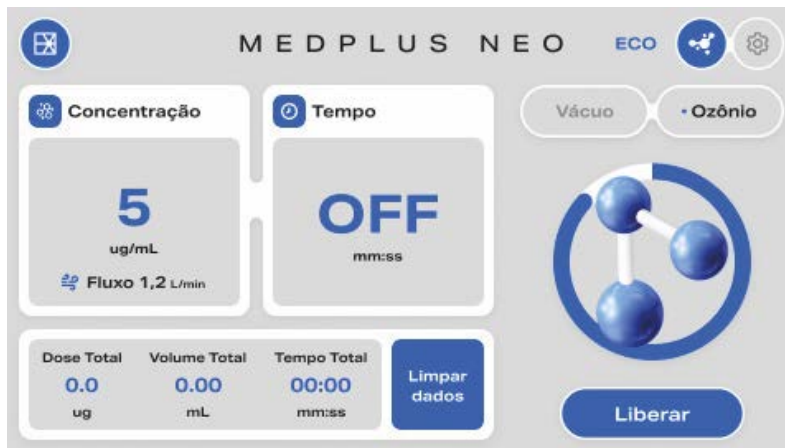 MEDPLUS NEO
ECO
Concentração
Tempo
Vácuo
Ozônio
5
ug/mL
Fluxo 1,2 L/min
OFF
mm:ss
Dose Total
0.0
ug
Volume Total
0.00
mL
Tempo Total
00:00
mm:ss
Limpar
dados
Liberar